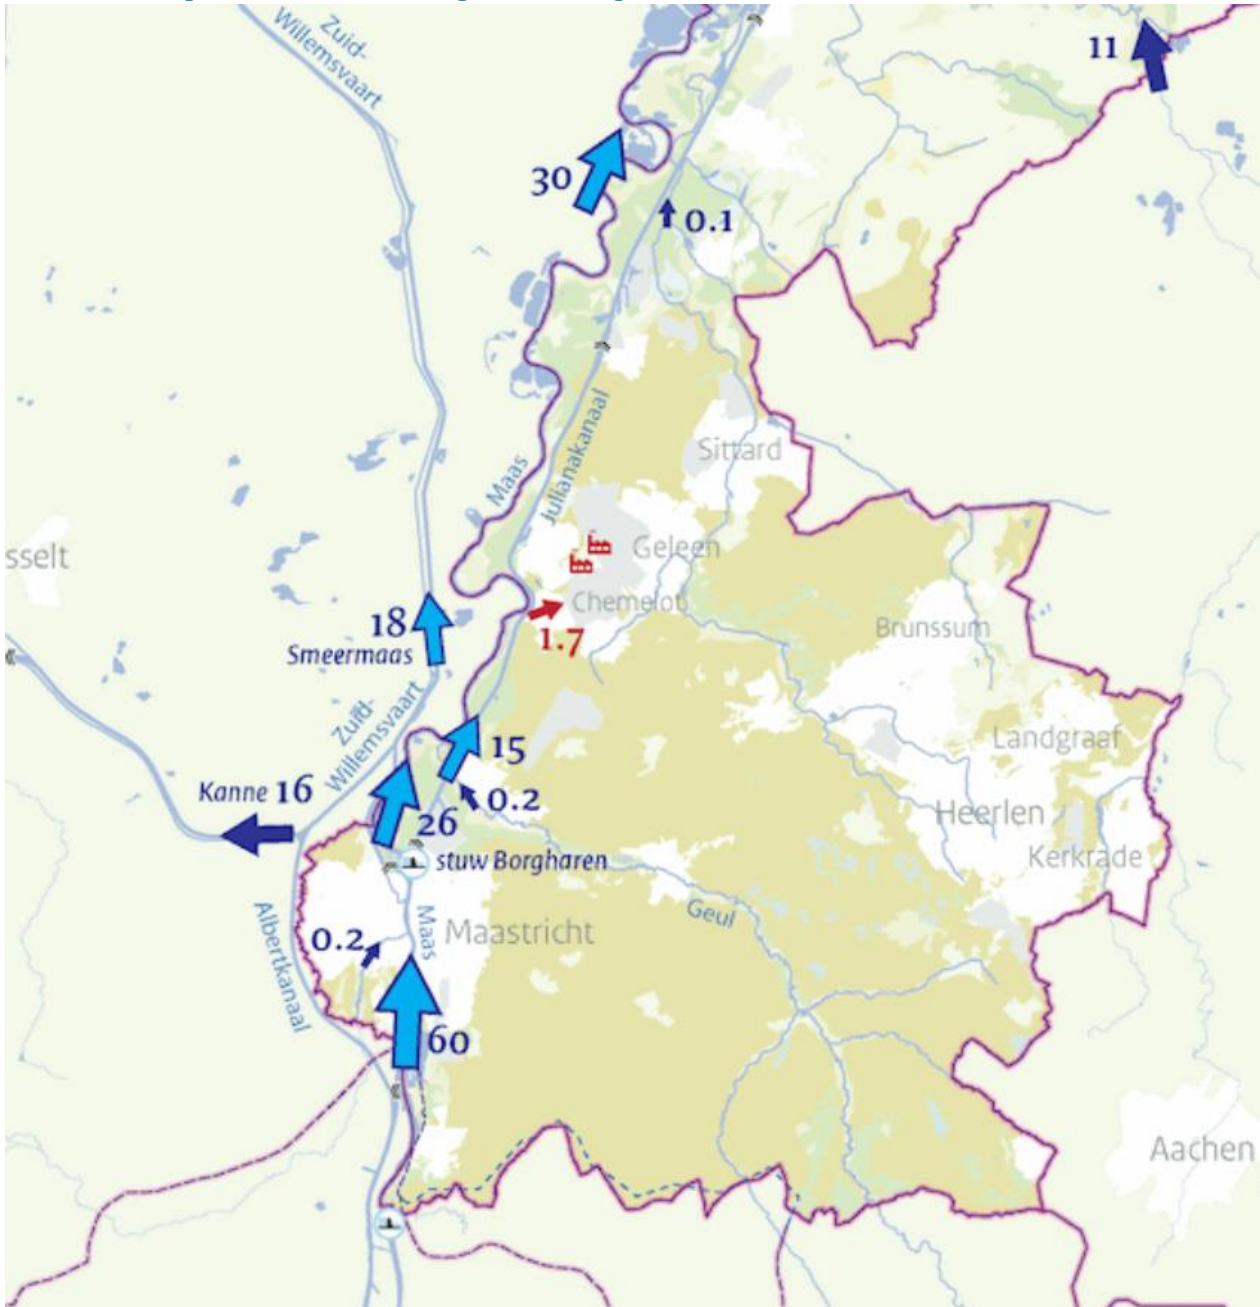 Zuid-
Willemsvaart
11
30
0.1
Julianakanaal
Maas
Sittard
sselt
Geleen
Chemelot
1.7
18
Smeermaas
Brunssum
Zuid-
Willemsvaart
15
Landgraaf
Kanne 16
0.2
26
Heerlen
stuw Borgharen
Kerkrade
Albertkanaal
Maas
Geul
0.2
Maastricht
60
Aachen